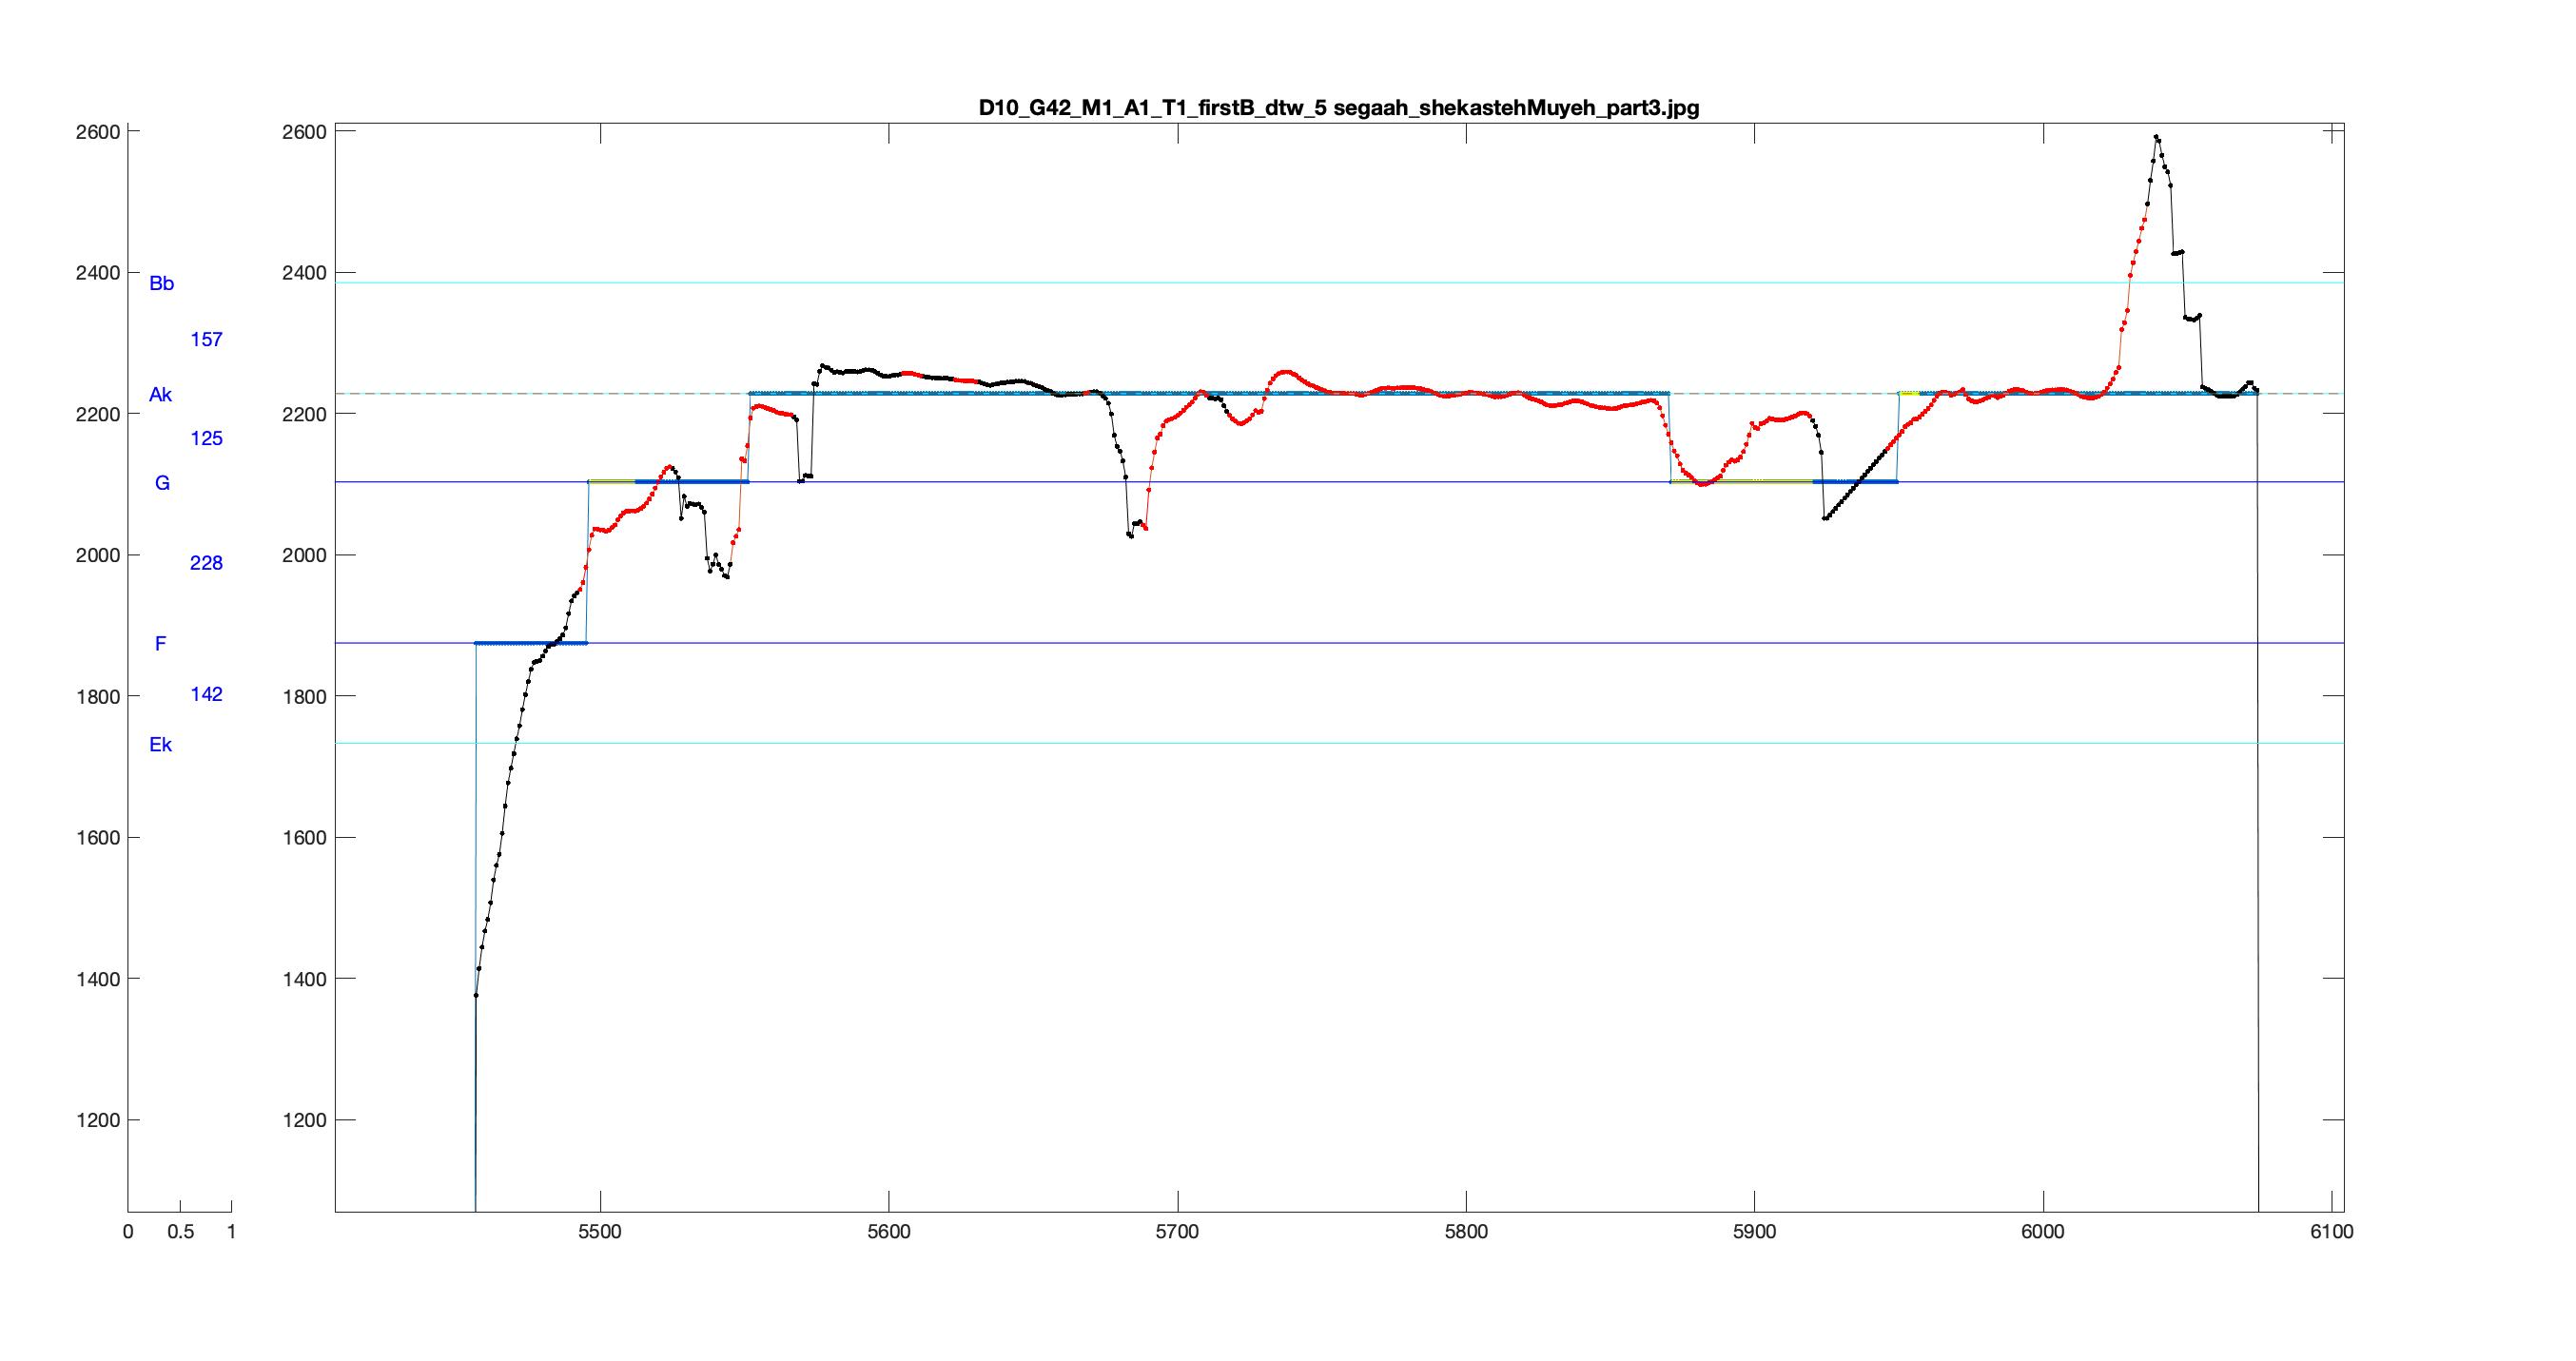 D10_G42_M1_A1_T1_firstB_dtw_5 segaah_shekastehMuyeh_part3.jpg
2600 2600
2400 2400
Bb
157
Ak
2200 2200
125
G
2000 2000
228
F
1800 1800
142
Ek
1600 1600
1400 1400
1200 1200
0 0.5 1 5500 5600 5700 5800 5900 6000 6100